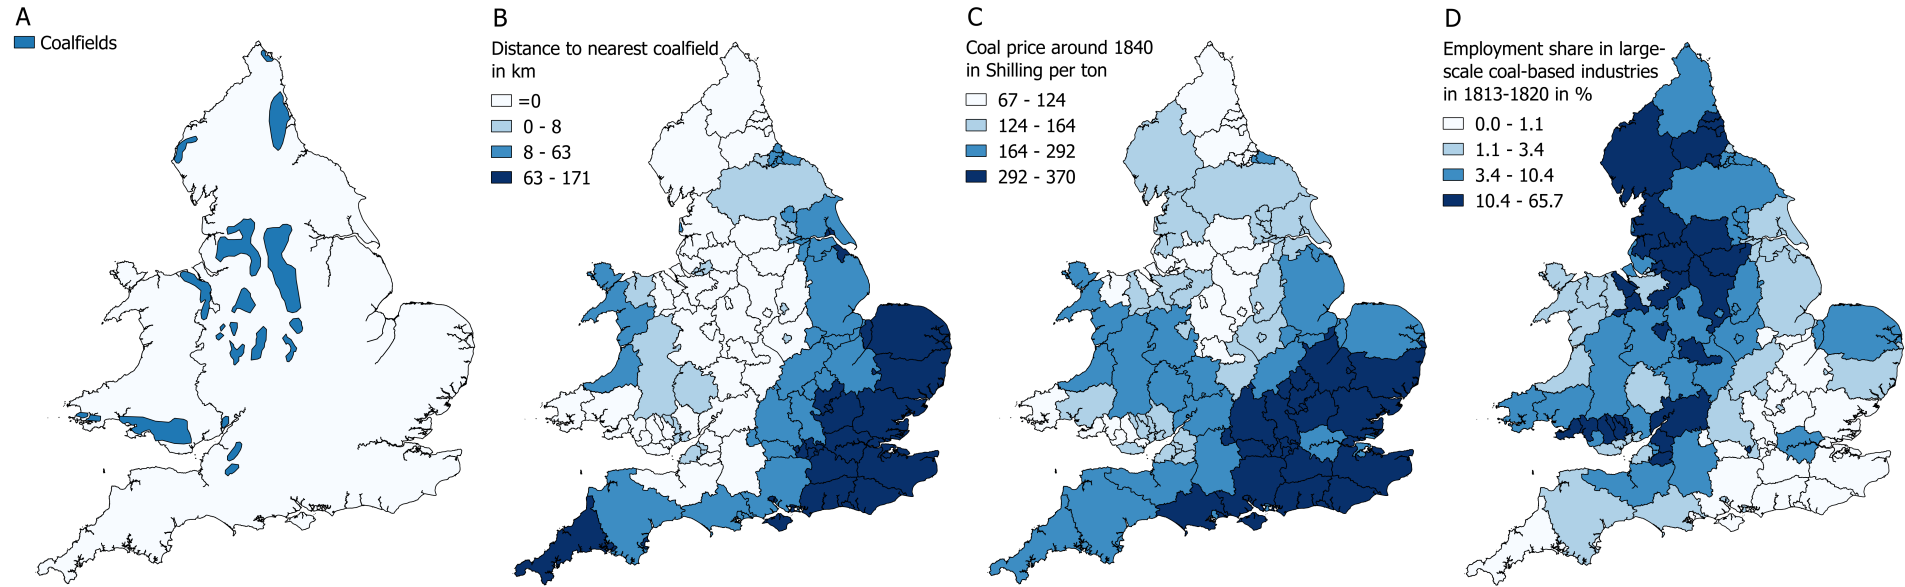 A
Coalfields
B
Distance to nearest coalfield
in km
=0
0 - 8
8 - 63
63 - 171
C
Coal price around 1840
in Shilling per ton
67 - 124
124 - 164
164 - 292
292 - 370
D
Employment share in large-
scale coal-based industries
in 1813-1820 in %
0.0 - 1.1
1.1 - 3.4
3.4 - 10.4
10.4 - 65.7